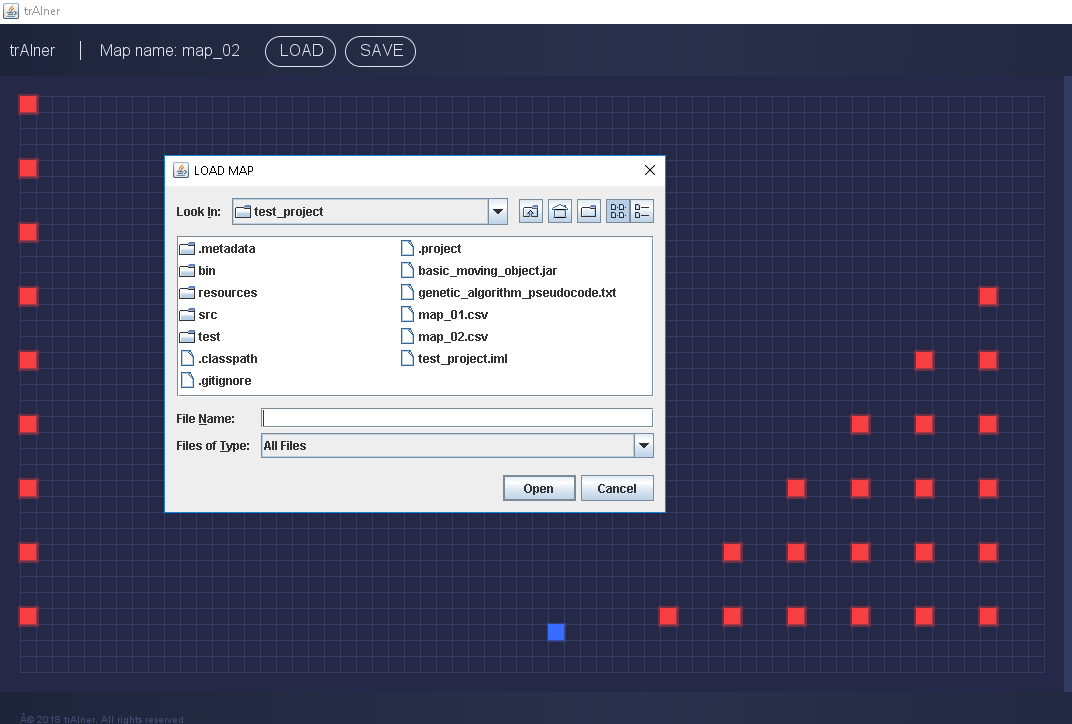 trAIner
trAIner | Map name: map_02 LOAD SAVE
LOAD MAP
Look In: test_project
.metadata
bin
resources
src
test
.classpath
.gitignore
.project
basic_moving_object.jar
genetic_algorithm_pseudocode.txt
map_01.csv
map_02.csv
test_project.iml
File Name:
Files of Type: All Files
Open Cancel
Â© 2018 trAIner. All rights reserved